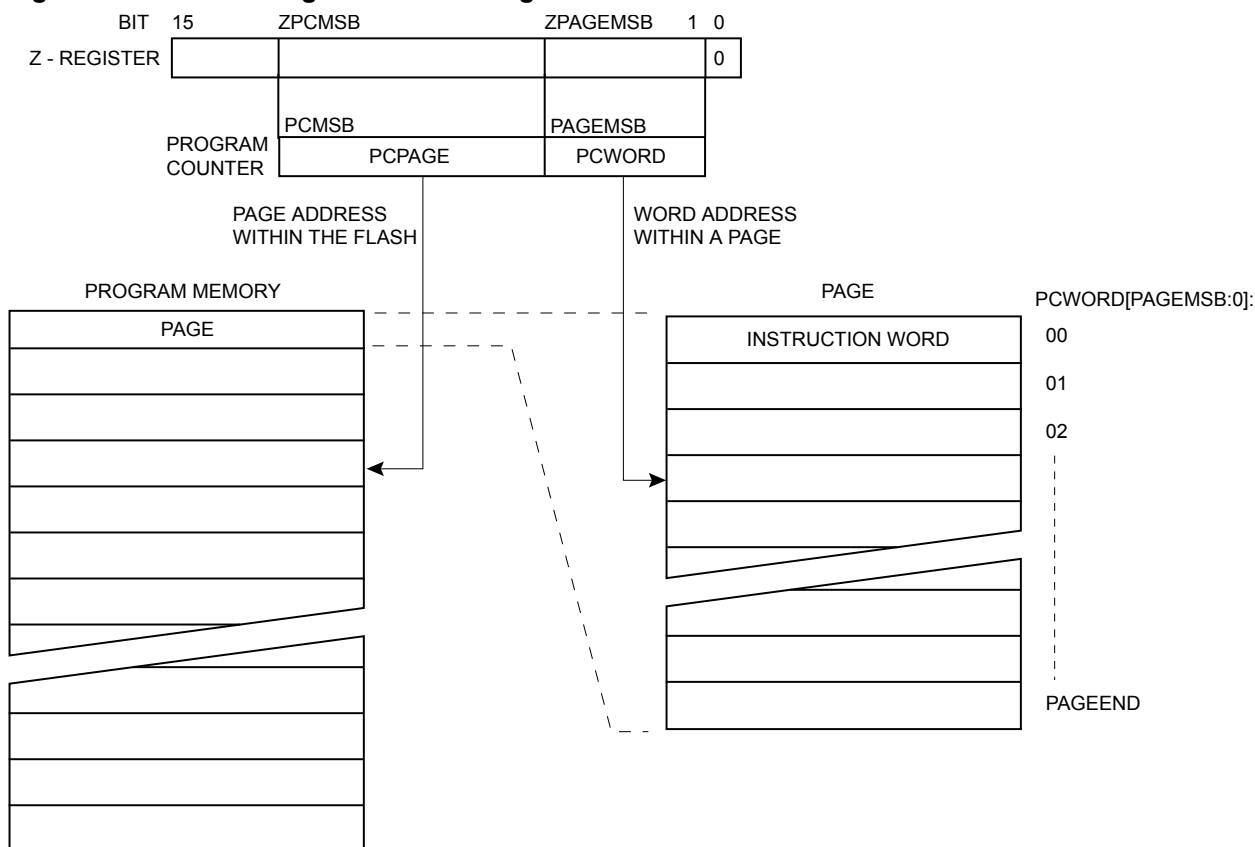 BIT 15 ZPCMSB ZPAGEMSB 1 0
Z - REGISTER 0
PCMSB PAGEMSB
PROGRAM
COUNTER
PCPAGE PCWORD
PAGE ADDRESS
WITHIN THE FLASH
WORD ADDRESS
WITHIN A PAGE
PROGRAM MEMORY
PAGE
PAGE
PCWORD[PAGEMSB:0]:
INSTRUCTION WORD 00
01
02
PAGEEND